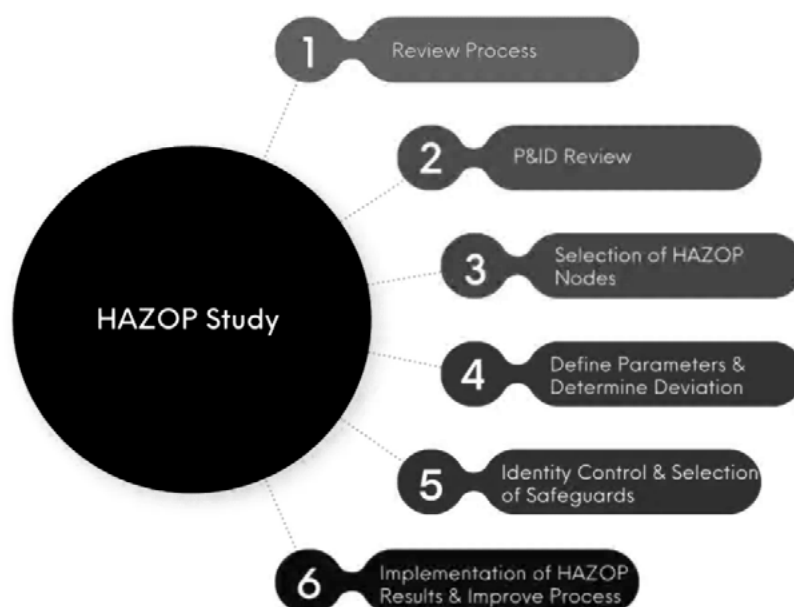 1
Review Process
2
P&ID Review
3
Selection of HAZOP
Nodes
HAZOP Study
4
Define Parameters &
Determine Deviation
5
Identity Control & Selection
of Safeguards
6
Implementation of HAZOP
Results & Improve Process